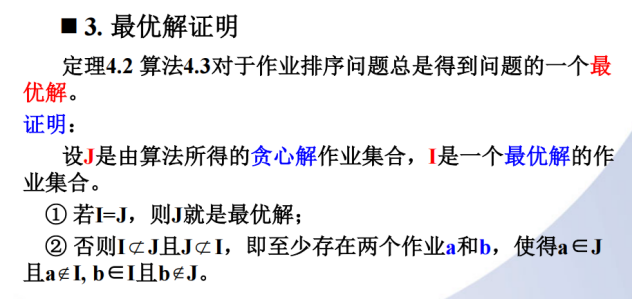 ■ 3. 最优解证明
定理4.2 算法4.3对于作业排序问题总是得到问题的一个最
优解。
证明：
设J是由算法所得的贪心解作业集合，I是一个最优解的作
业集合。
① 若I=J，则J就是最优解；
② 否则I⊄J且J⊄I，即至少存在两个作业a和b，使得a∈J
且a∉I, b∈I且b∉J。